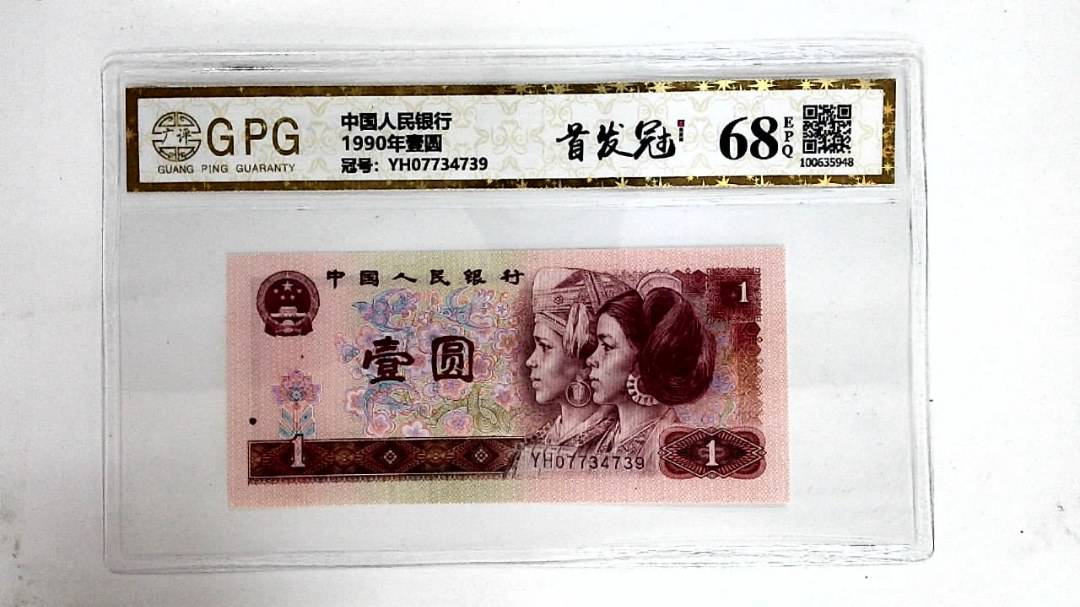 广评
GPG
GUANG PING GUARANTY
中国人民银行
1990年壹圆
冠号: YH07734739
首发冠
68
EPQ
100635948
中国人民银行
1
壹圆
1
YH07734739
1